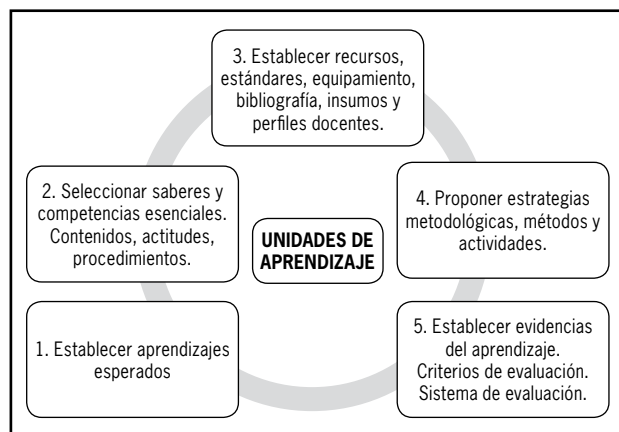 3. Establecer recursos,
estándares, equipamiento,
bibliografía, insumos y
perfiles docentes.
2. Seleccionar saberes y
competencias esenciales.
Contenidos, actitudes,
procedimientos.
4. Proponer estrategias
metodológicas, métodos y
actividades.
UNIDADES DE
APRENDIZAJE
1. Establecer aprendizajes
esperados
5. Establecer evidencias
del aprendizaje.
Criterios de evaluación.
Sistema de evaluación.